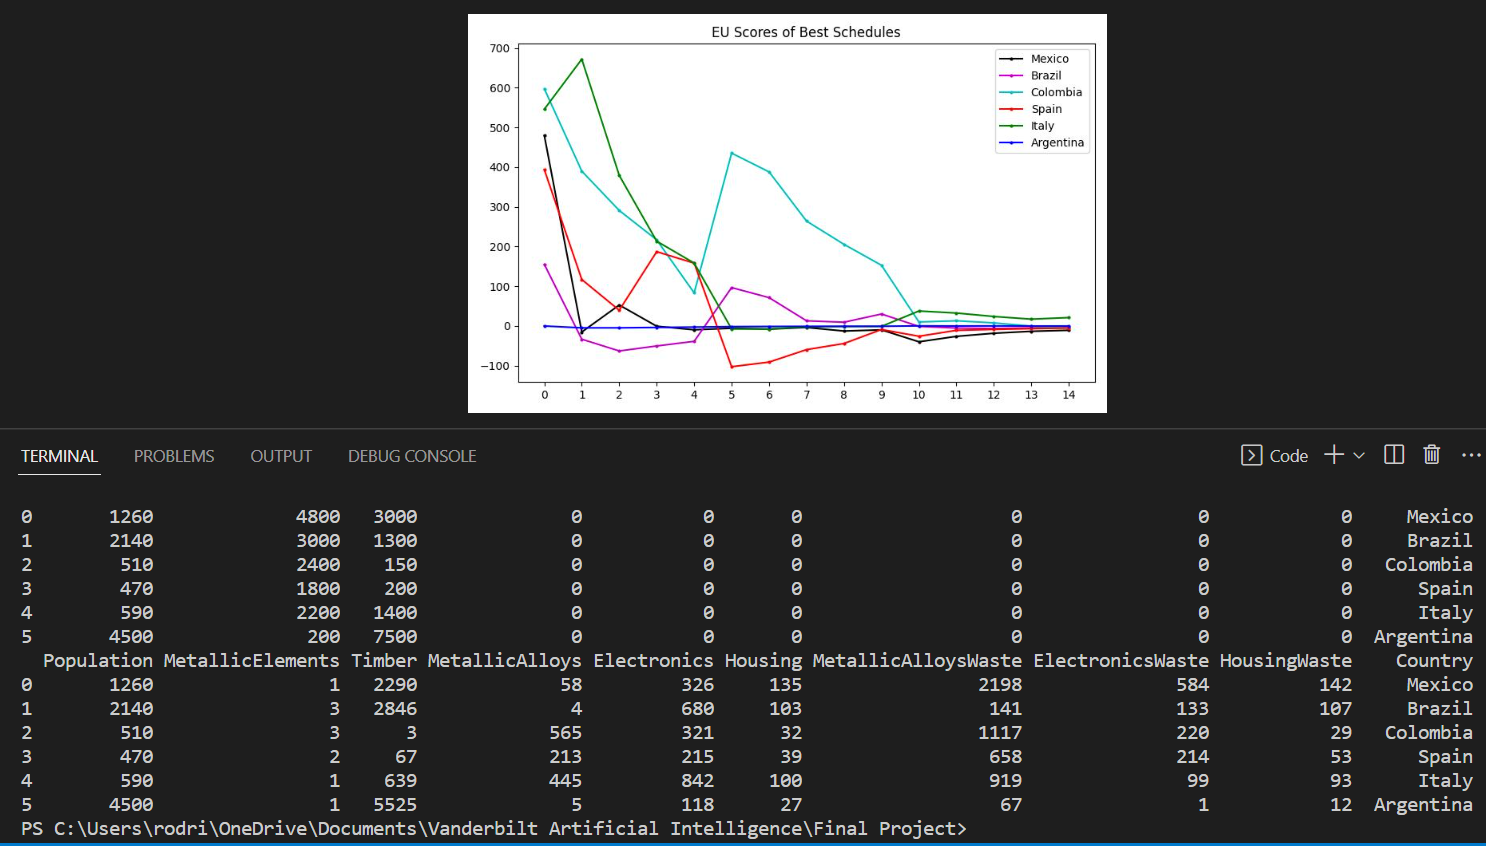 EU Scores of Best Schedules
700
600
500
400
300
200
100
0
−100
0 1 2 3 4 5 6 7 8 9 10 11 12 13 14
Mexico
Brazil
Colombia
Spain
Italy
Argentina
TERMINAL PROBLEMS OUTPUT DEBUG CONSOLE Code
0 1260 4800 3000 0 0 0 0 0 0 Mexico
1 2140 3000 1300 0 0 0 0 0 0 Brazil
2 510 2400 150 0 0 0 0 0 0 Colombia
3 470 1800 200 0 0 0 0 0 0 Spain
4 590 2200 1400 0 0 0 0 0 0 Italy
5 4500 200 7500 0 0 0 0 0 0 Argentina
Population MetallicElements Timber MetallicAlloys Electronics Housing MetallicAlloysWaste ElectronicsWaste HousingWaste Country
0 1260 1 2290 58 326 135 2198 584 142 Mexico
1 2140 3 2846 4 680 103 141 133 107 Brazil
2 510 3 3 565 321 32 1117 220 29 Colombia
3 470 2 67 213 215 39 658 214 53 Spain
4 590 1 639 445 842 100 919 99 93 Italy
5 4500 1 5525 5 118 27 67 1 12 Argentina
PS C:\Users\rodri\OneDrive\Documents\Vanderbilt Artificial Intelligence\Final Project>